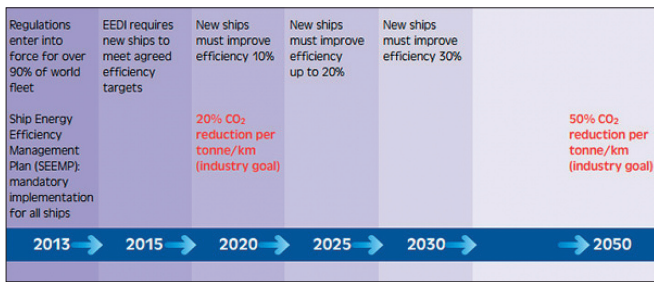 Regulations
enter into
force for over
90% of world
fleet
Ship Energy
Efficiency
Management
Plan (SEEMP):
mandatory
implementation
for all ships
EEDI requires
new ships to
meet agreed
efficiency
targets
New ships
must improve
efficiency 10%
20% CO₂
reduction per
tonne/km
(industry goal)
New ships
must improve
efficiency
up to 20%
New ships
must improve
efficiency 30%
50% CO₂
reduction per
tonne/km
(industry goal)
2013 2015 2020 2025 2030 2050